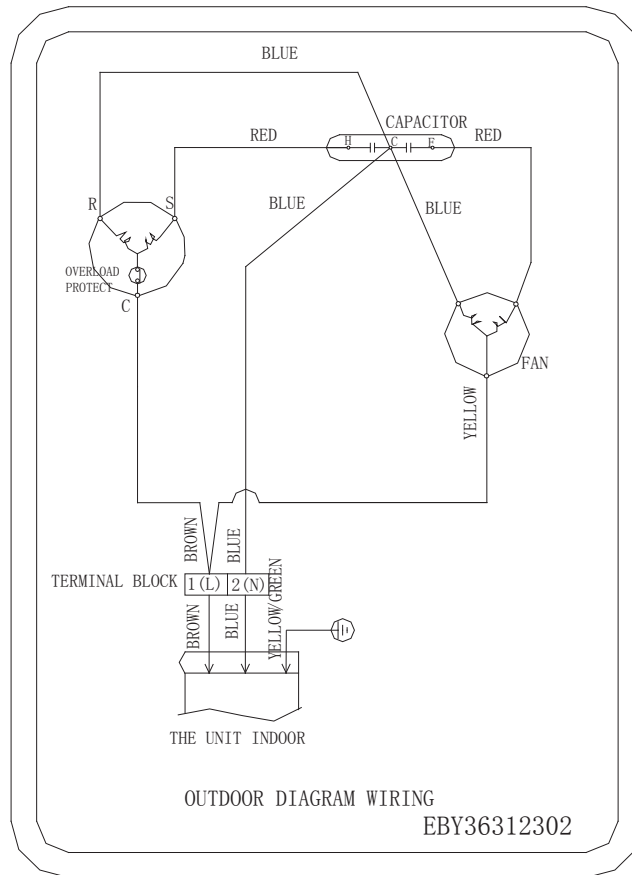 BLUE
CAPACITOR
RED
H
C
F
RED
R
S
BLUE
BLUE
OVERLOAD
PROTECT
C
FAN
YELLOW
BROWN
BLUE
YELLOW/GREEN
TERMINAL BLOCK
1(L)
2(N)
BROWN
BLUE
THE UNIT INDOOR
OUTDOOR DIAGRAM WIRING
EBY36312302